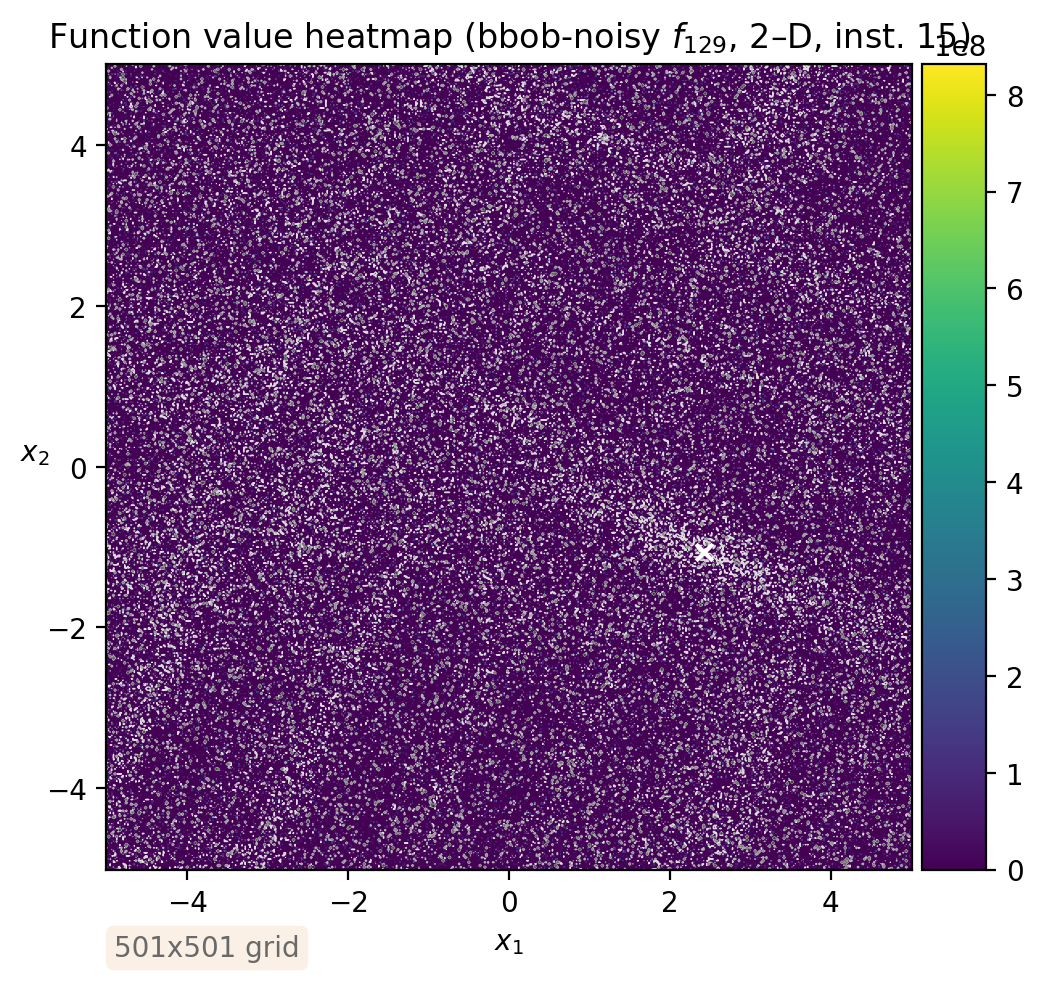 Function value heatmap (bbob-noisy f₁₂₉, 2–D, inst. 15)
1e8
8
7
6
5
4
3
2
1
0
4
2
0
−2
−4
x₂
−4 −2 0 2 4
x₁
501x501 grid